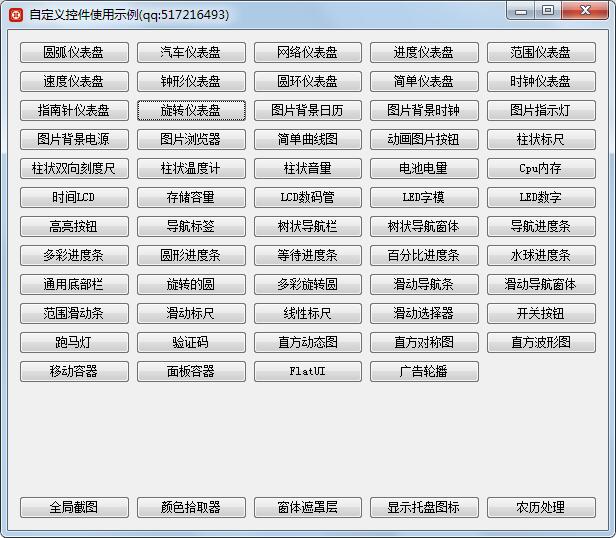 自定义控件使用示例(qq:517216493)
圆弧仪表盘 汽车仪表盘 网络仪表盘 进度仪表盘 范围仪表盘
速度仪表盘 钟形仪表盘 圆环仪表盘 简单仪表盘 时钟仪表盘
指南针仪表盘 旋转仪表盘 图片背景日历 图片背景时钟 图片指示灯
图片背景电源 图片浏览器 简单曲线图 动画图片按钮 柱状标尺
柱状双向刻度尺 柱状温度计 柱状音量 电池电量 Cpu内存
时间LCD 存储容量 LCD数码管 LED字模 LED数字
高亮按钮 导航标签 树状导航栏 树状导航窗体 导航进度条
多彩进度条 圆形进度条 等待进度条 百分比进度条 水球进度条
通用底部栏 旋转的圆 多彩旋转圆 滑动导航条 滑动导航窗体
范围滑动条 滑动标尺 线性标尺 滑动选择器 开关按钮
跑马灯 验证码 直方动态图 直方对称图 直方波形图
移动容器 面板容器 FlatUI 广告轮播
全局截图 颜色拾取器 窗体遮罩层 显示托盘图标 农历处理